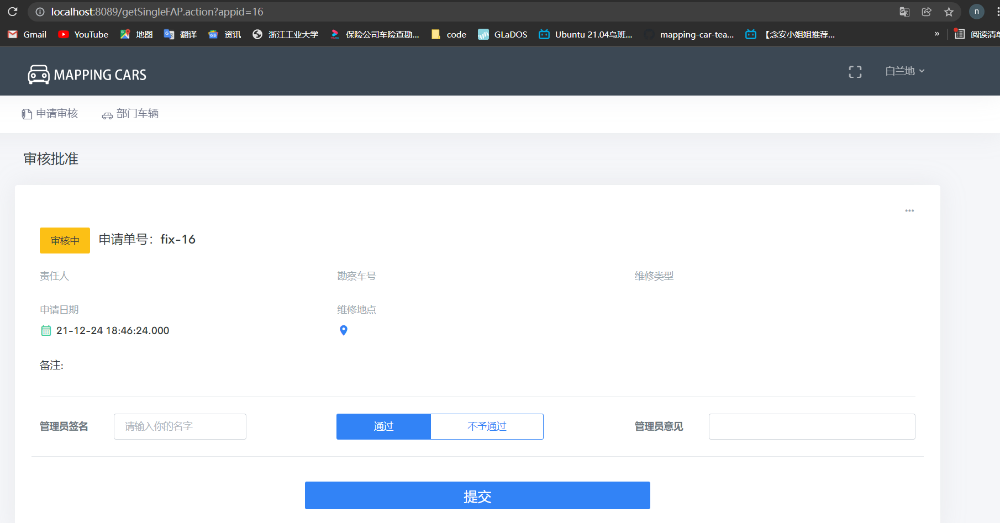 localhost:8089/getSingleFAP.action?appid=16
n
Gmail YouTube 地图 翻译 资讯 浙江工业大学 保险公司车险查勘... code GLaDOS Ubuntu 21.04乌班... mapping-car-tea... 【念安小姐姐推荐... »
MAPPING CARS 白兰地
申请审核 部门车辆
审核批准
审核中 申请单号：fix-16
责任人 勘察车号 维修类型
申请日期 维修地点
21-12-24 18:46:24.000
备注:
管理员签名 请输入你的名字 通过 不予通过 管理员意见
提交